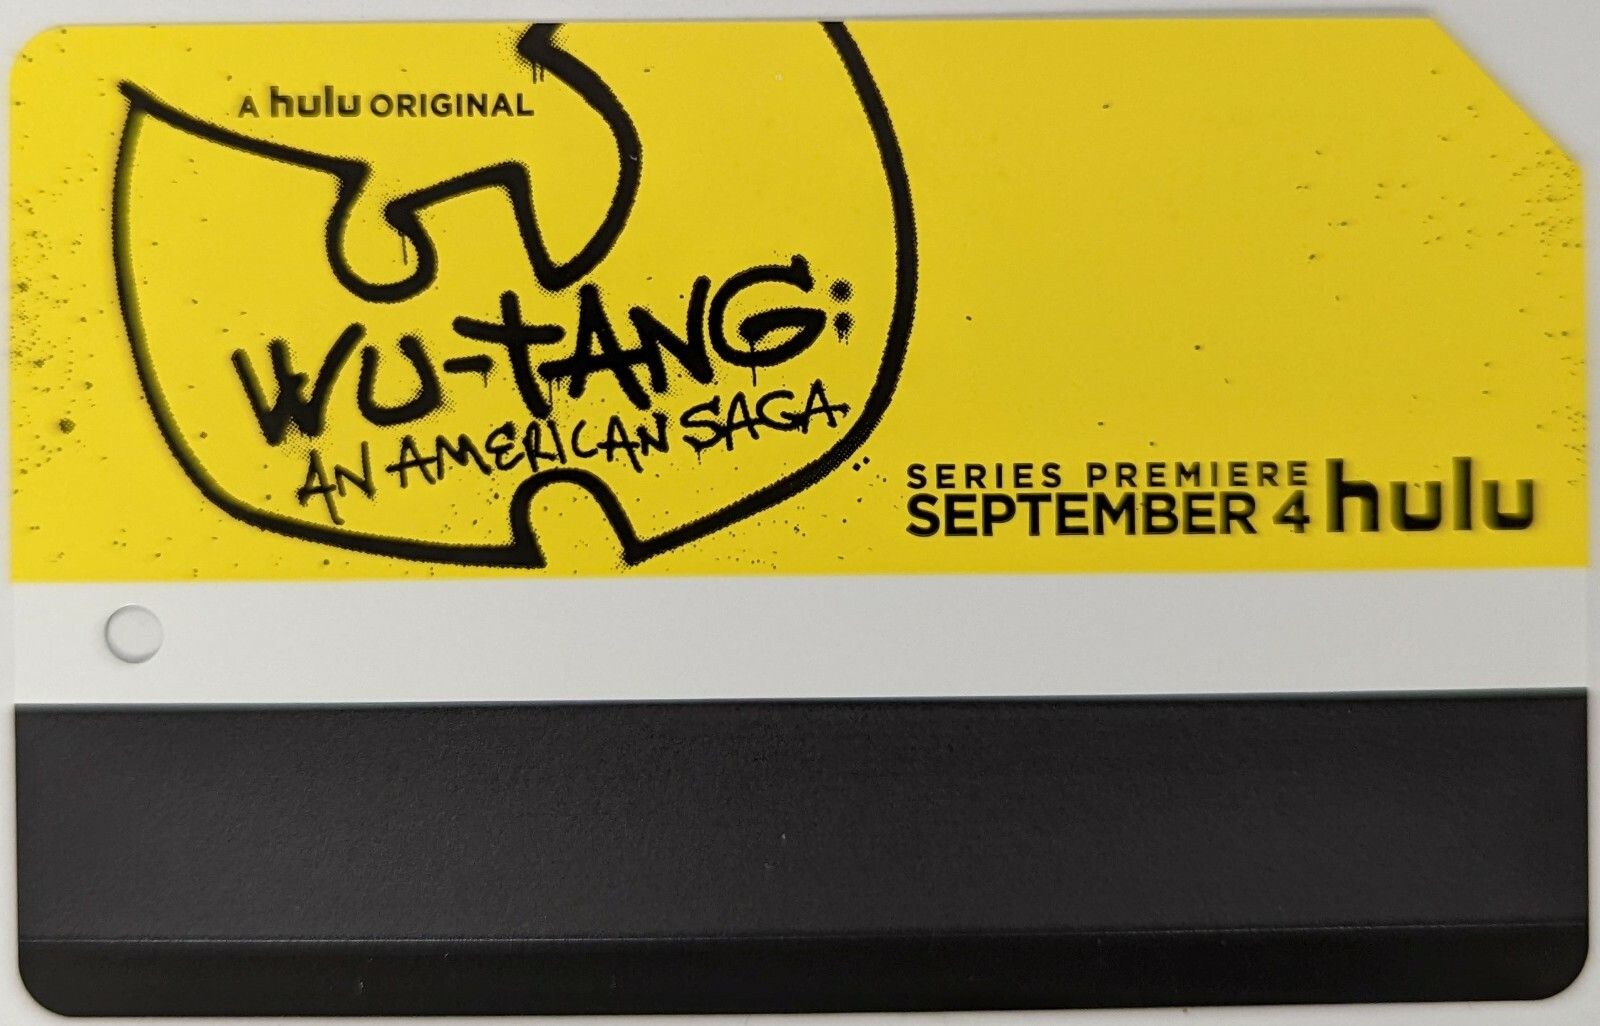 A hulu ORIGINAL
WU-TANG:
AN AMERICAN SAGA
SERIES PREMIERE
SEPTEMBER 4 hulu